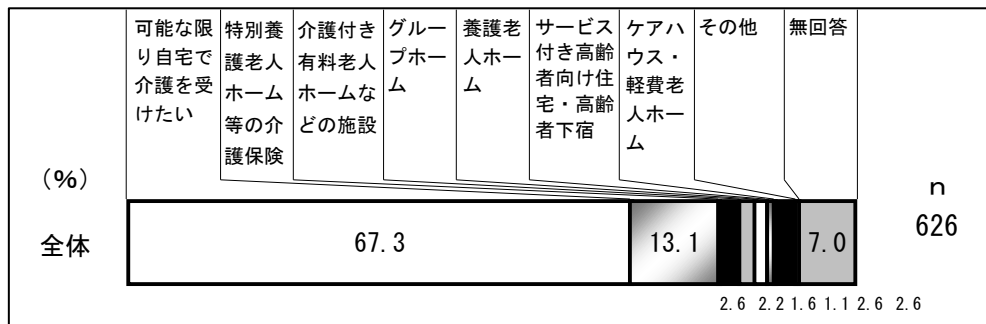 可能な限
り自宅で
介護を受
けたい
特別養
護老人
ホーム
等の介
護保険
介護付き
有料老人
ホームな
どの施設
グルー
プホー
ム
養護老
人ホーム
サービス
付き高齢
者向け住
宅・高齢
者下宿
ケアハ
ウス・
軽費老
人ホー
ム
その他
無回答
(%)
n
全体
67.3
13.1
7.0
626
2.6 2.2 1.6 1.1 2.6 2.6